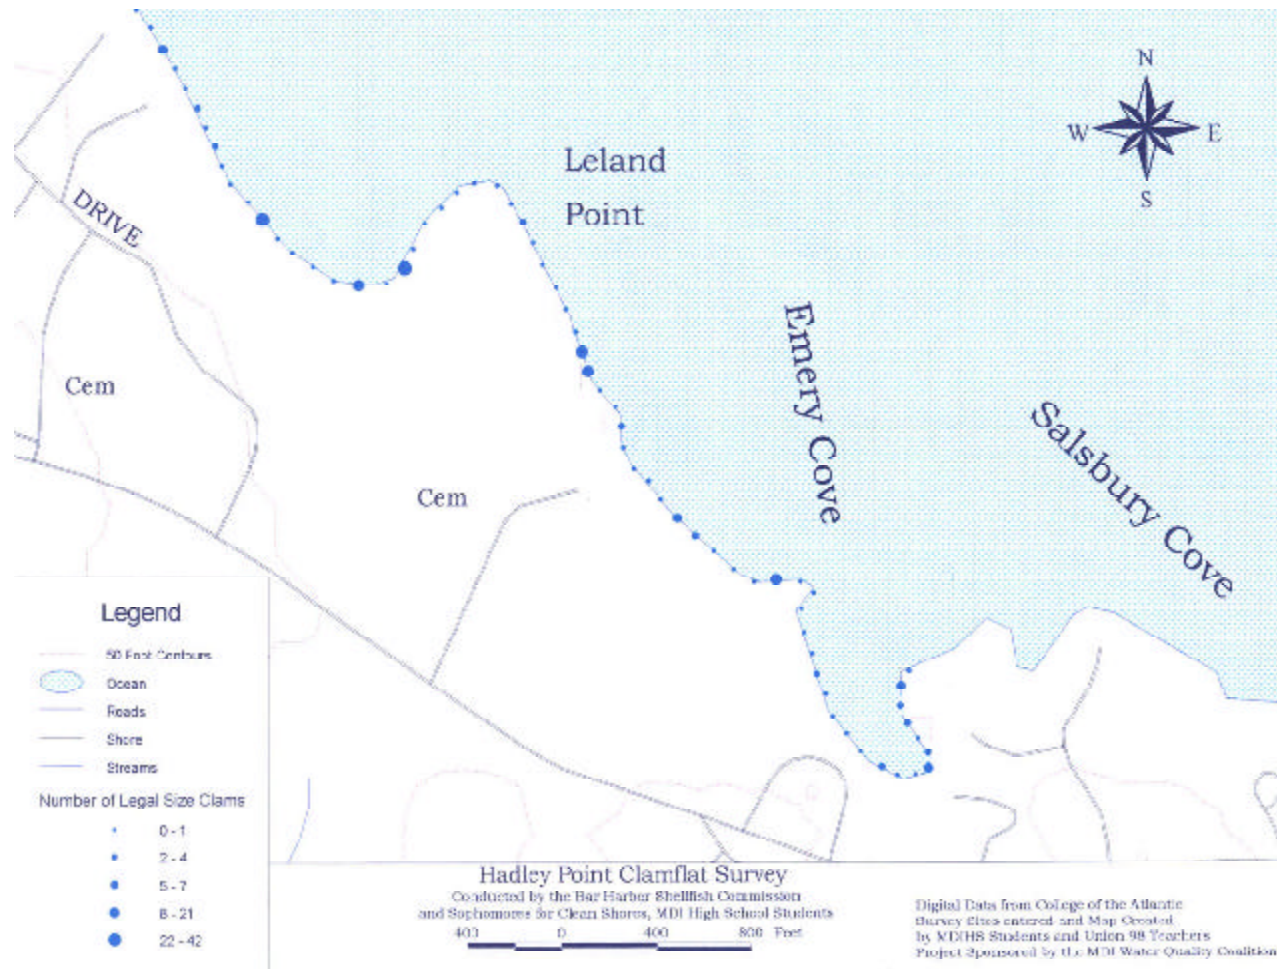 N
W E
S
Leland
Point
DRIVE
Emery Cove
Salsbury Cove
Cem
Cem
Legend
50 Foot Contours
Ocean
Roads
Shore
Streams
Number of Legal Size Clams
0 - 1
2 - 4
5 - 7
8 - 21
22 - 42
Hadley Point Clamflat Survey
Conducted by the Bar Harbor Shellfish Commission
and Sophomores for Clean Shores, MDI High School Students
400 0 400 800 Feet
Digital Data from College of the Atlantic
Survey Sites entered and Map Created
by MDIHS Students and Union 98 Teachers
Project Sponsored by the MDI Water Quality Coalition